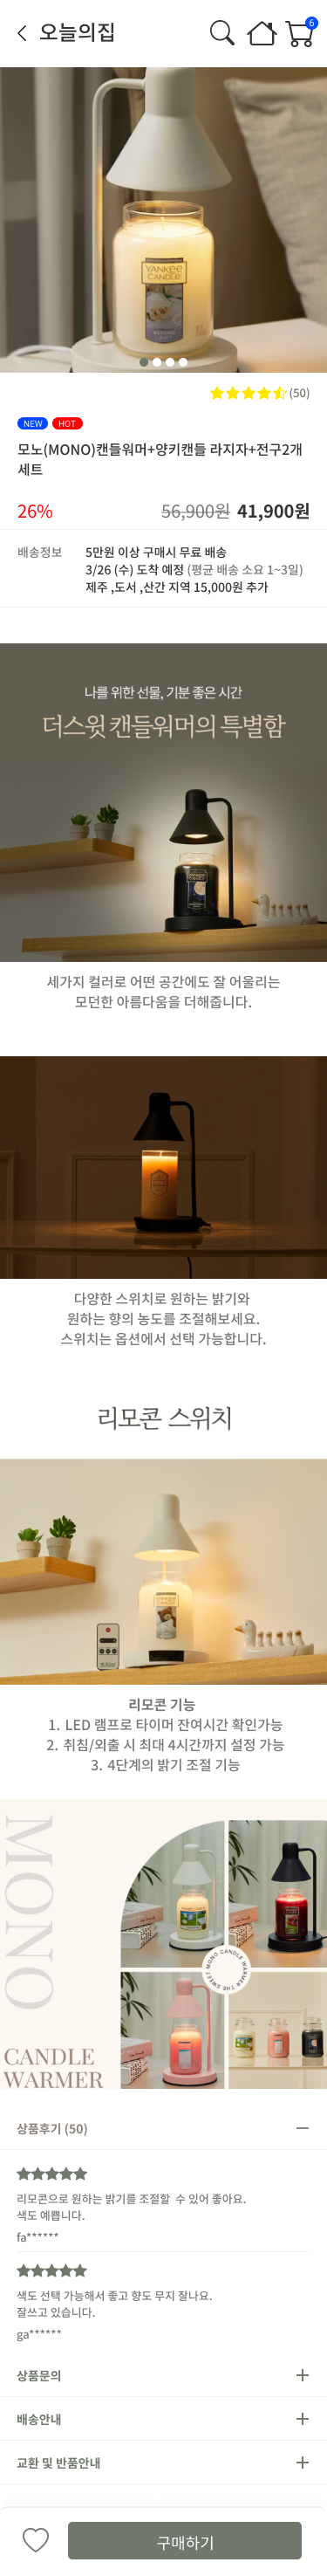 오늘의집
6
YANKEE
CANDLE
(50)
NEW HOT
모노(MONO)캔들워머+양키캔들 라지자+전구2개
세트
26% 56,900원 41,900원
배송정보 5만원 이상 구매시 무료 배송
3/26 (수) 도착 예정 (평균 배송 소요 1~3일)
제주 ,도서 ,산간 지역 15,000원 추가
나를 위한 선물, 기분 좋은 시간
더스윗 캔들워머의 특별함
세가지 컬러로 어떤 공간에도 잘 어울리는
모던한 아름다움을 더해줍니다.
다양한 스위치로 원하는 밝기와
원하는 향의 농도를 조절해보세요.
스위치는 옵션에서 선택 가능합니다.
리모콘 스위치
리모콘 기능
1. LED 램프로 타이머 잔여시간 확인가능
2. 취침/외출 시 최대 4시간까지 설정 가능
3. 4단계의 밝기 조절 기능
MONO
THE SWEET MONO CANDLE WARMER
CANDLE
WARMER
상품후기 (50)
리모콘으로 원하는 밝기를 조절할 수 있어 좋아요.
색도 예쁩니다.
fa******
색도 선택 가능해서 좋고 향도 무지 잘나요.
잘쓰고 있습니다.
ga******
상품문의
배송안내
교환 및 반품안내
구매하기